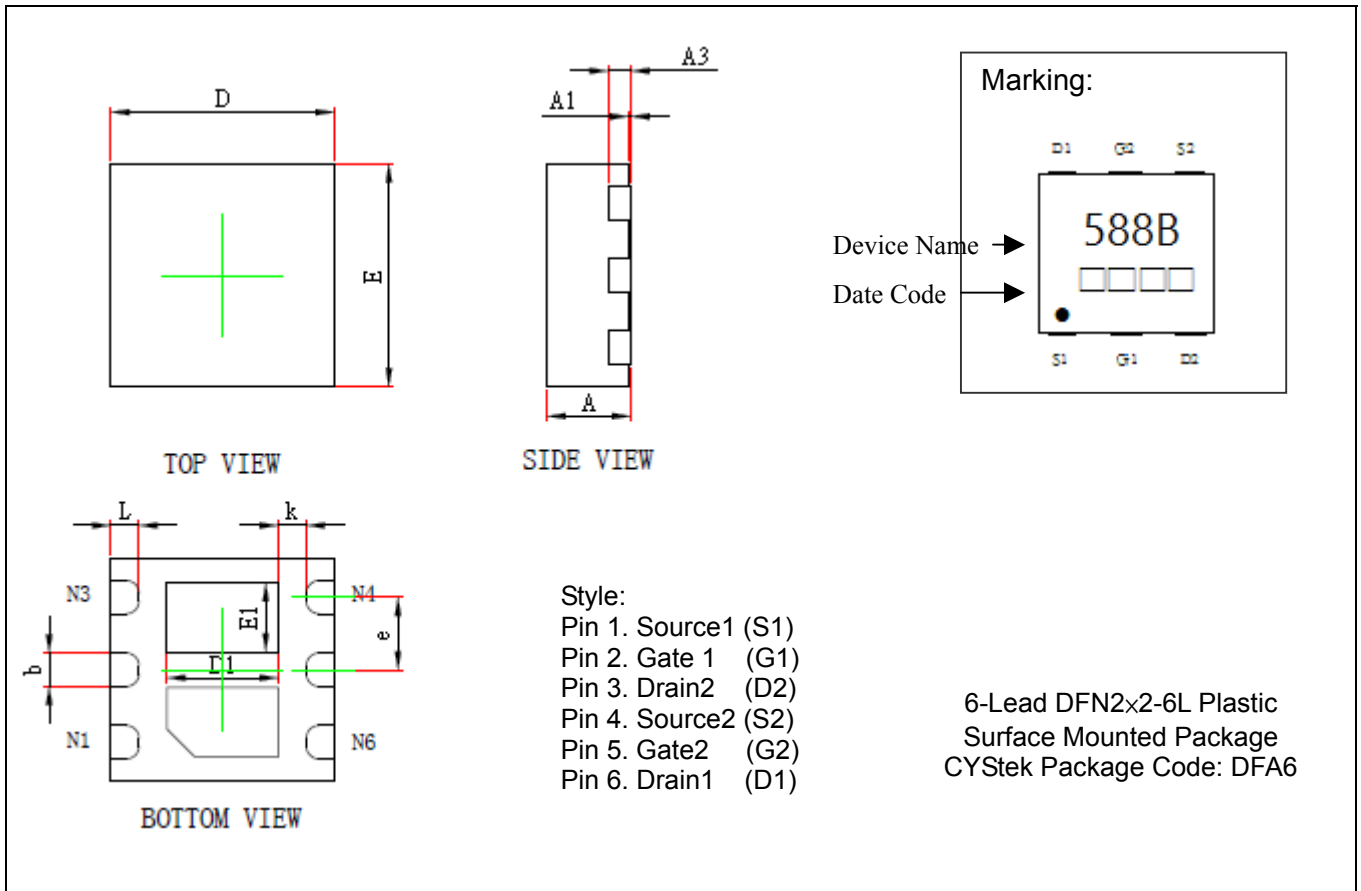 D
E
TOP VIEW
A3
A1
A
SIDE VIEW
Marking:
D1 G2 S2
588B
Device Name
Date Code
S1 G1 D2
L k
N3 N4
E1
e
b
D1
N1 N6
BOTTOM VIEW
Style:
Pin 1. Source1 (S1)
Pin 2. Gate 1 (G1)
Pin 3. Drain2 (D2)
Pin 4. Source2 (S2)
Pin 5. Gate2 (G2)
Pin 6. Drain1 (D1)
6-Lead DFN2×2-6L Plastic
Surface Mounted Package
CYStek Package Code: DFA6